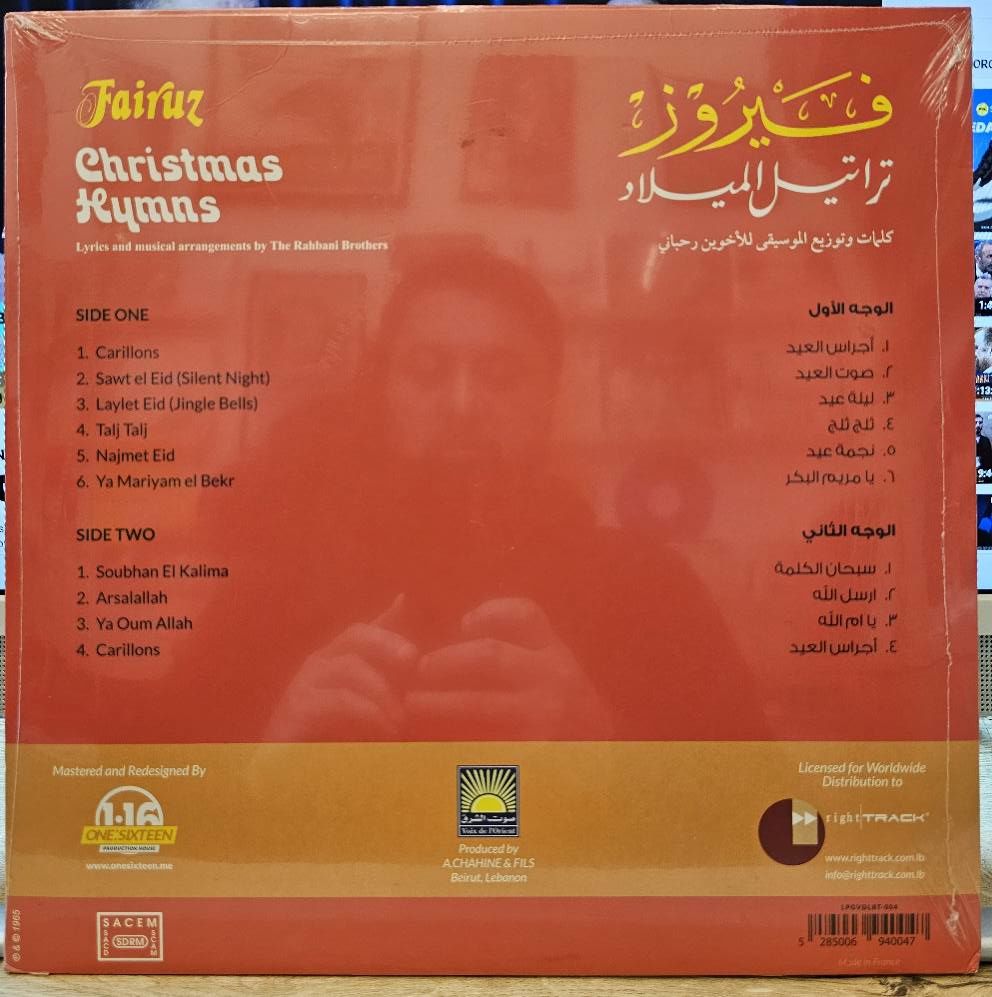 Fairuz
Christmas
Hymns
Lyrics and musical arrangements by The Rahbani Brothers
فيروز
تراتيل الميلاد
كلمات وتوزيع الموسيقى للأخوين رحباني
SIDE ONE
1. Carillons
2. Sawt el Eid (Silent Night)
3. Laylet Eid (Jingle Bells)
4. Talj Talj
5. Najmet Eid
6. Ya Mariyam el Bekr
الوجه الأول
١. أجراس العيد
٢. صوت العيد
٣. ليلة عيد
٤. ثلج ثلج
٥. نجمة عيد
٦. يا مريم البكر
SIDE TWO
1. Soubhan El Kalima
2. Arsalallah
3. Ya Oum Allah
4. Carillons
الوجه الثاني
١. سبحان الكلمة
٢. ارسل الله
٣. يا ام الله
٤. أجراس العيد
Mastered and Redesigned By
1•16
ONE:SIXTEEN
PRODUCTION HOUSE
www.onesixteen.me
صوت الشرق
Voix de l'Orient
Produced by
A.CHAHINE & FILS
Beirut, Lebanon
Licensed for Worldwide
Distribution to
right TRACK
www.righttrack.com.lb
info@righttrack.com.lb
℗ & © 1965
SACEM
SACD
SDRM
SCAM
LPGVDLRT-004
5 285006 940047
Made in France